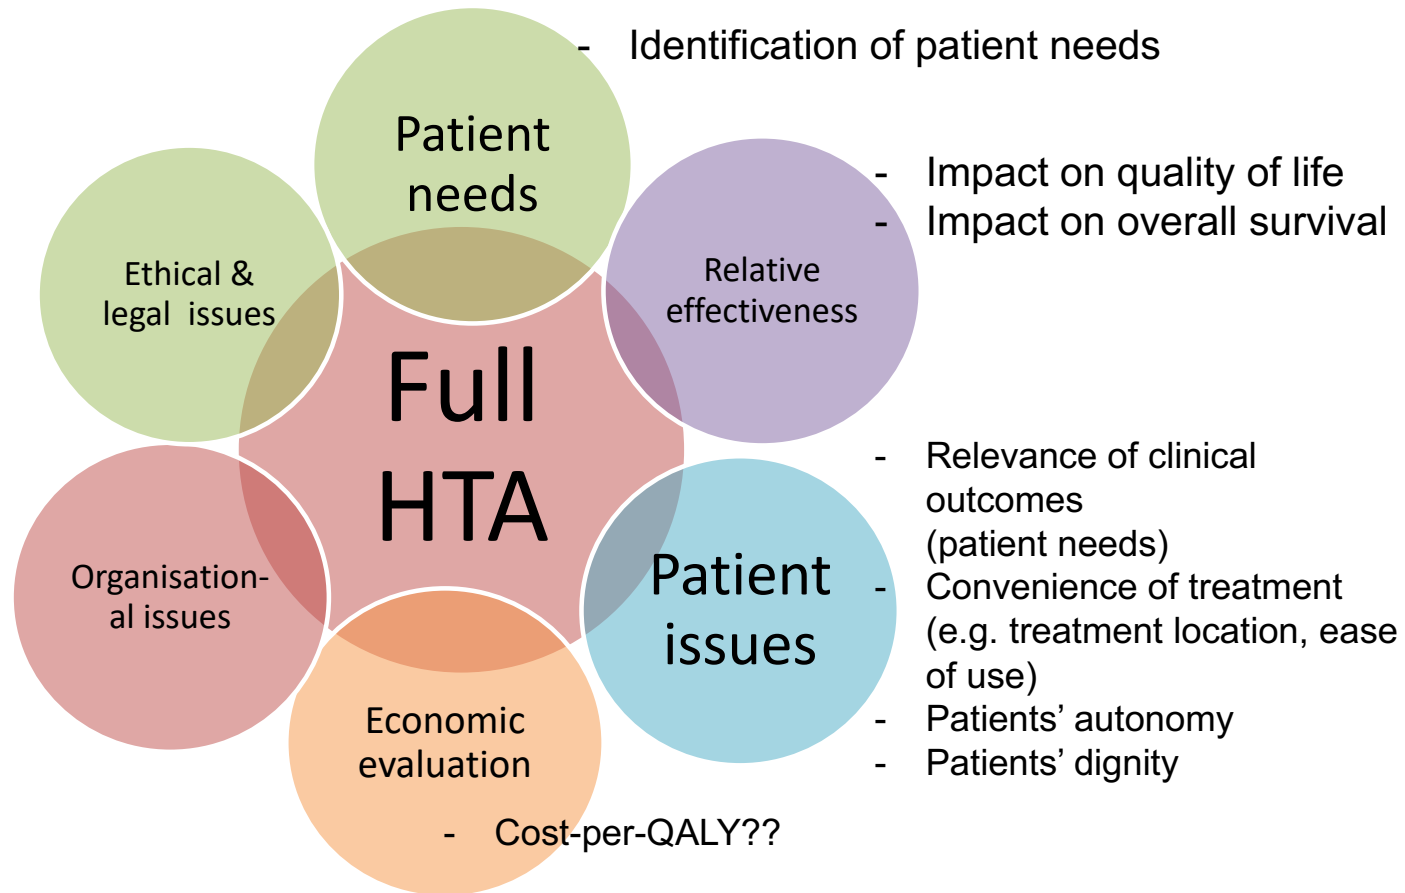 - Identification of patient needs
Patient
needs
- Impact on quality of life
- Impact on overall survival
Relative
effectiveness
Ethical &
legal issues
Full
HTA
- Relevance of clinical
outcomes
(patient needs)
- Convenience of treatment
(e.g. treatment location, ease
of use)
- Patients’ autonomy
- Patients’ dignity
Patient
issues
Organisation-
al issues
Economic
evaluation
- Cost-per-QALY??